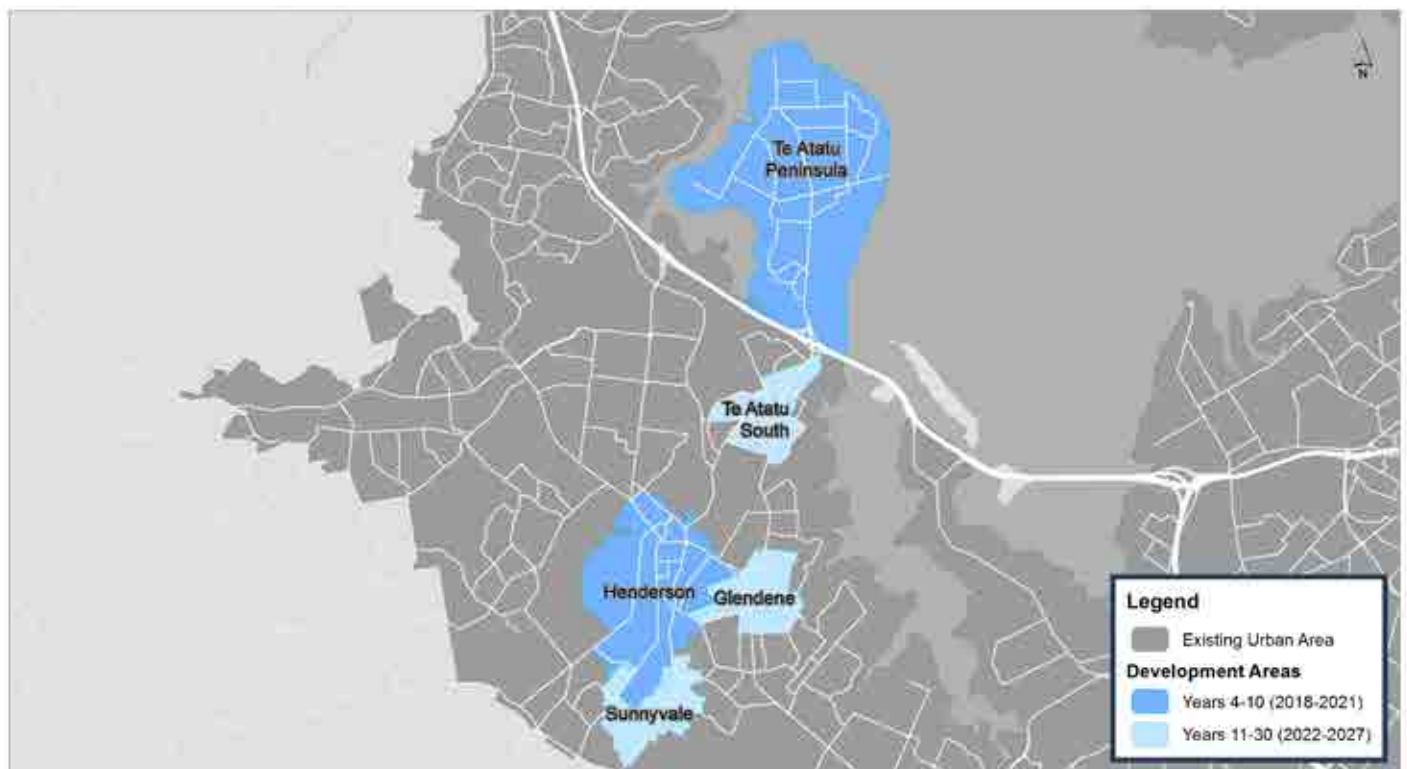 N
Te Atatu
Peninsula
Te Atatu
South
Henderson
Glendene
Sunnyvale
Legend
Existing Urban Area
Development Areas
Years 4-10 (2018-2021)
Years 11-30 (2022-2027)